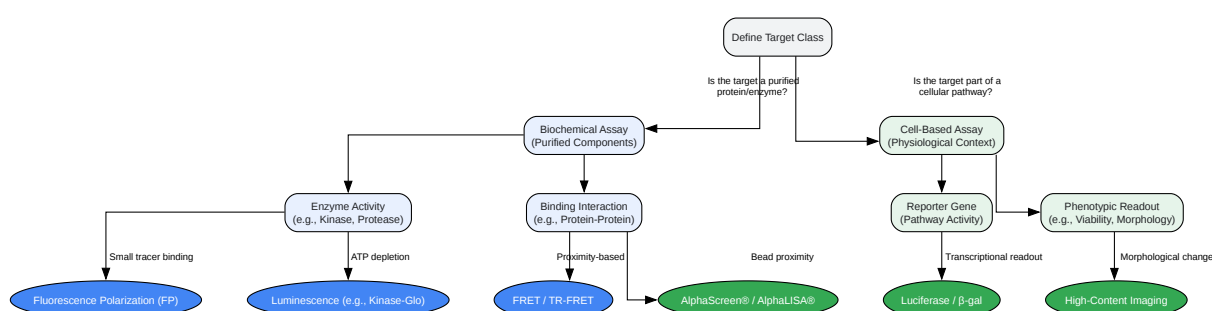 Define Target Class
Is the target a purified
protein/enzyme?
Is the target part of a
cellular pathway?
Biochemical Assay
(Purified Components)
Cell-Based Assay
(Physiological Context)
Enzyme Activity
(e.g., Kinase, Protease)
Binding Interaction
(e.g., Protein-Protein)
Reporter Gene
(Pathway Activity)
Phenotypic Readout
(e.g., Viability, Morphology)
Small tracer binding
ATP depletion
Proximity-based
Bead proximity
Transcriptional readout
Morphological change
Fluorescence Polarization (FP)
Luminescence (e.g., Kinase-Glo)
FRET / TR-FRET
AlphaScreen® / AlphaLISA®
Luciferase / β-gal
High-Content Imaging